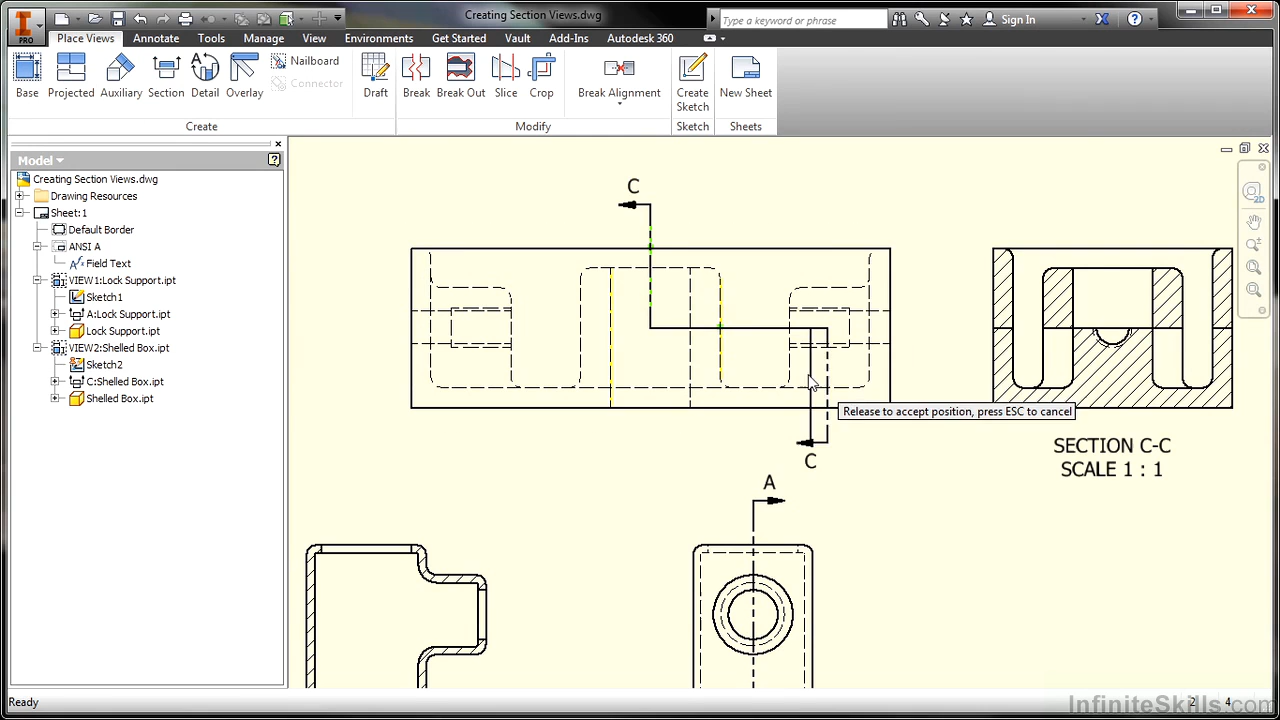 Creating Section Views.dwg
Type a keyword or phrase
Sign In
PRO
Place Views
Annotate
Tools
Manage
View
Environments
Get Started
Vault
Add-Ins
Autodesk 360
Base
Projected
Auxiliary
Section
Detail
Overlay
Nailboard
Connector
Draft
Break
Break Out
Slice
Crop
Break Alignment
Create
Sketch
New Sheet
Create
Modify
Sketch
Sheets
Model
Creating Section Views.dwg
Drawing Resources
Sheet:1
Default Border
ANSI A
Field Text
VIEW1:Lock Support.ipt
Sketch1
A:Lock Support.ipt
Lock Support.ipt
VIEW2:Shelled Box.ipt
Sketch2
C:Shelled Box.ipt
Shelled Box.ipt
C
Release to accept position, press ESC to cancel
C
A
SECTION C-C
SCALE 1 : 1
2D
Ready
2
4
InfiniteSkills.com